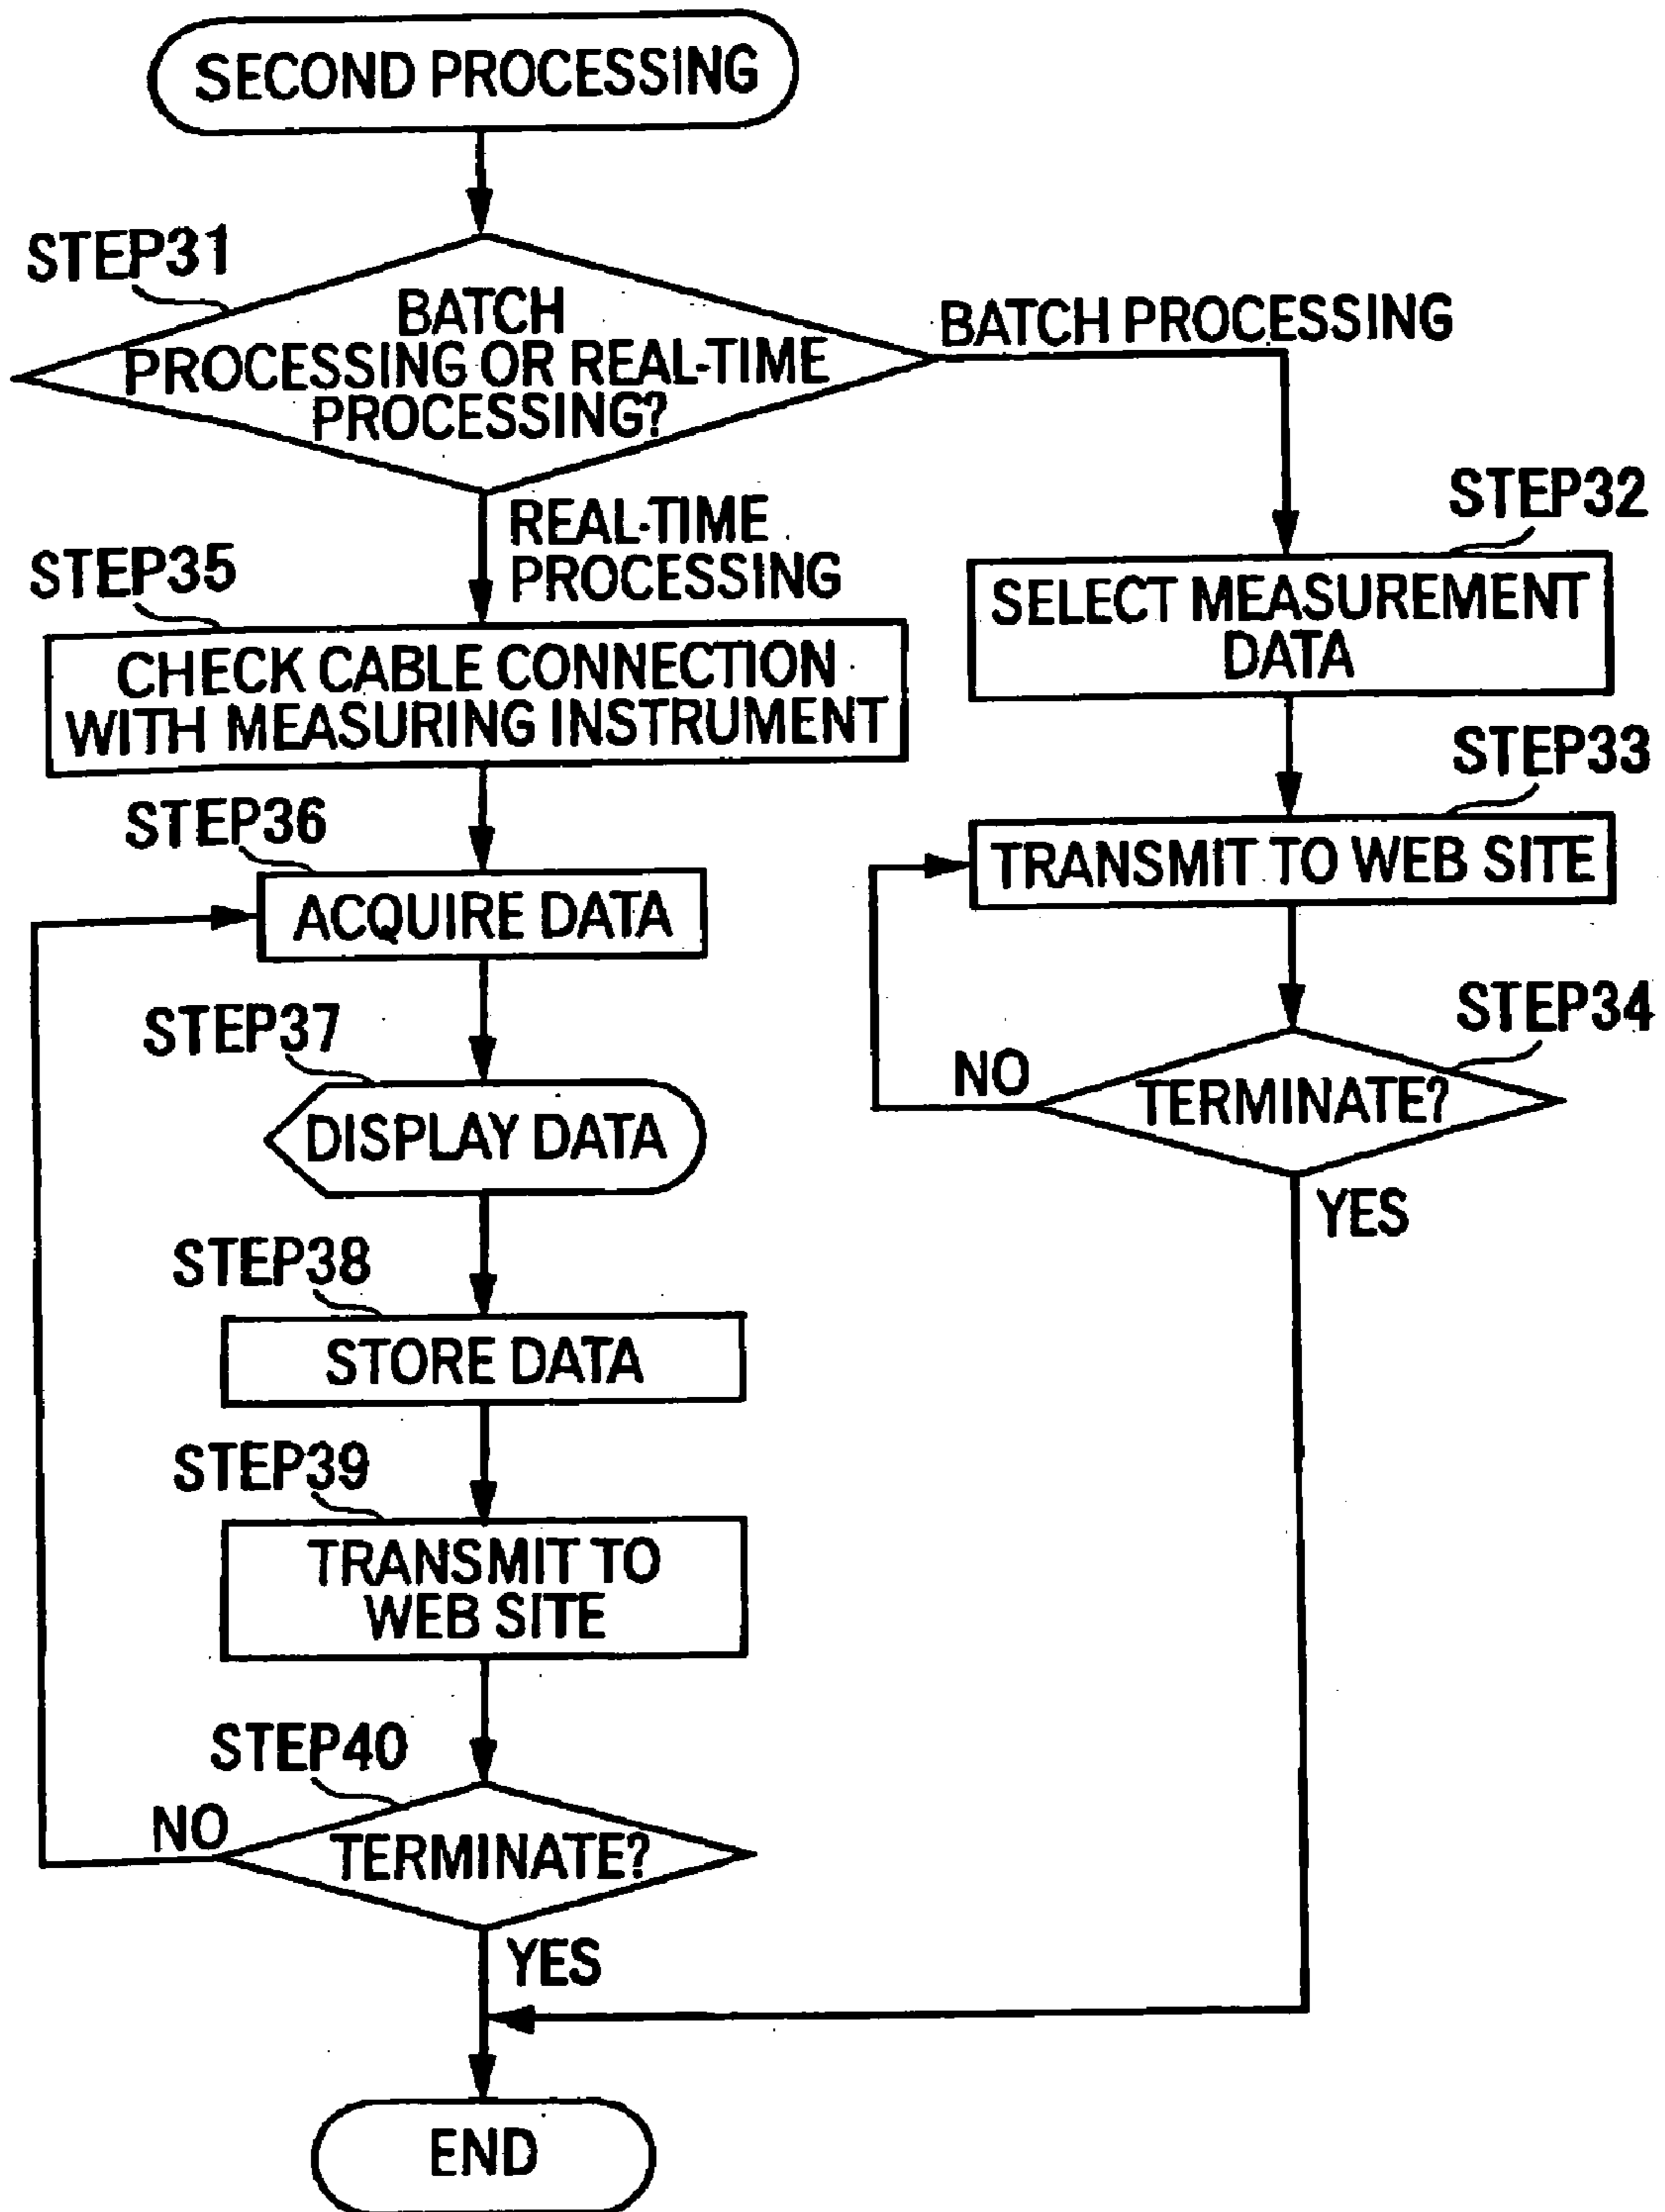 SECOND PROCESSING
STEP31
BATCH
PROCESSING OR REAL-TIME
PROCESSING?
BATCH PROCESSING
REAL-TIME
PROCESSING
STEP32
SELECT MEASUREMENT
DATA
STEP33
TRANSMIT TO WEB SITE
STEP34
TERMINATE?
NO
YES
STEP35
CHECK CABLE CONNECTION
WITH MEASURING INSTRUMENT
STEP36
ACQUIRE DATA
STEP37
DISPLAY DATA
STEP38
STORE DATA
STEP39
TRANSMIT TO
WEB SITE
STEP40
TERMINATE?
NO
YES
END